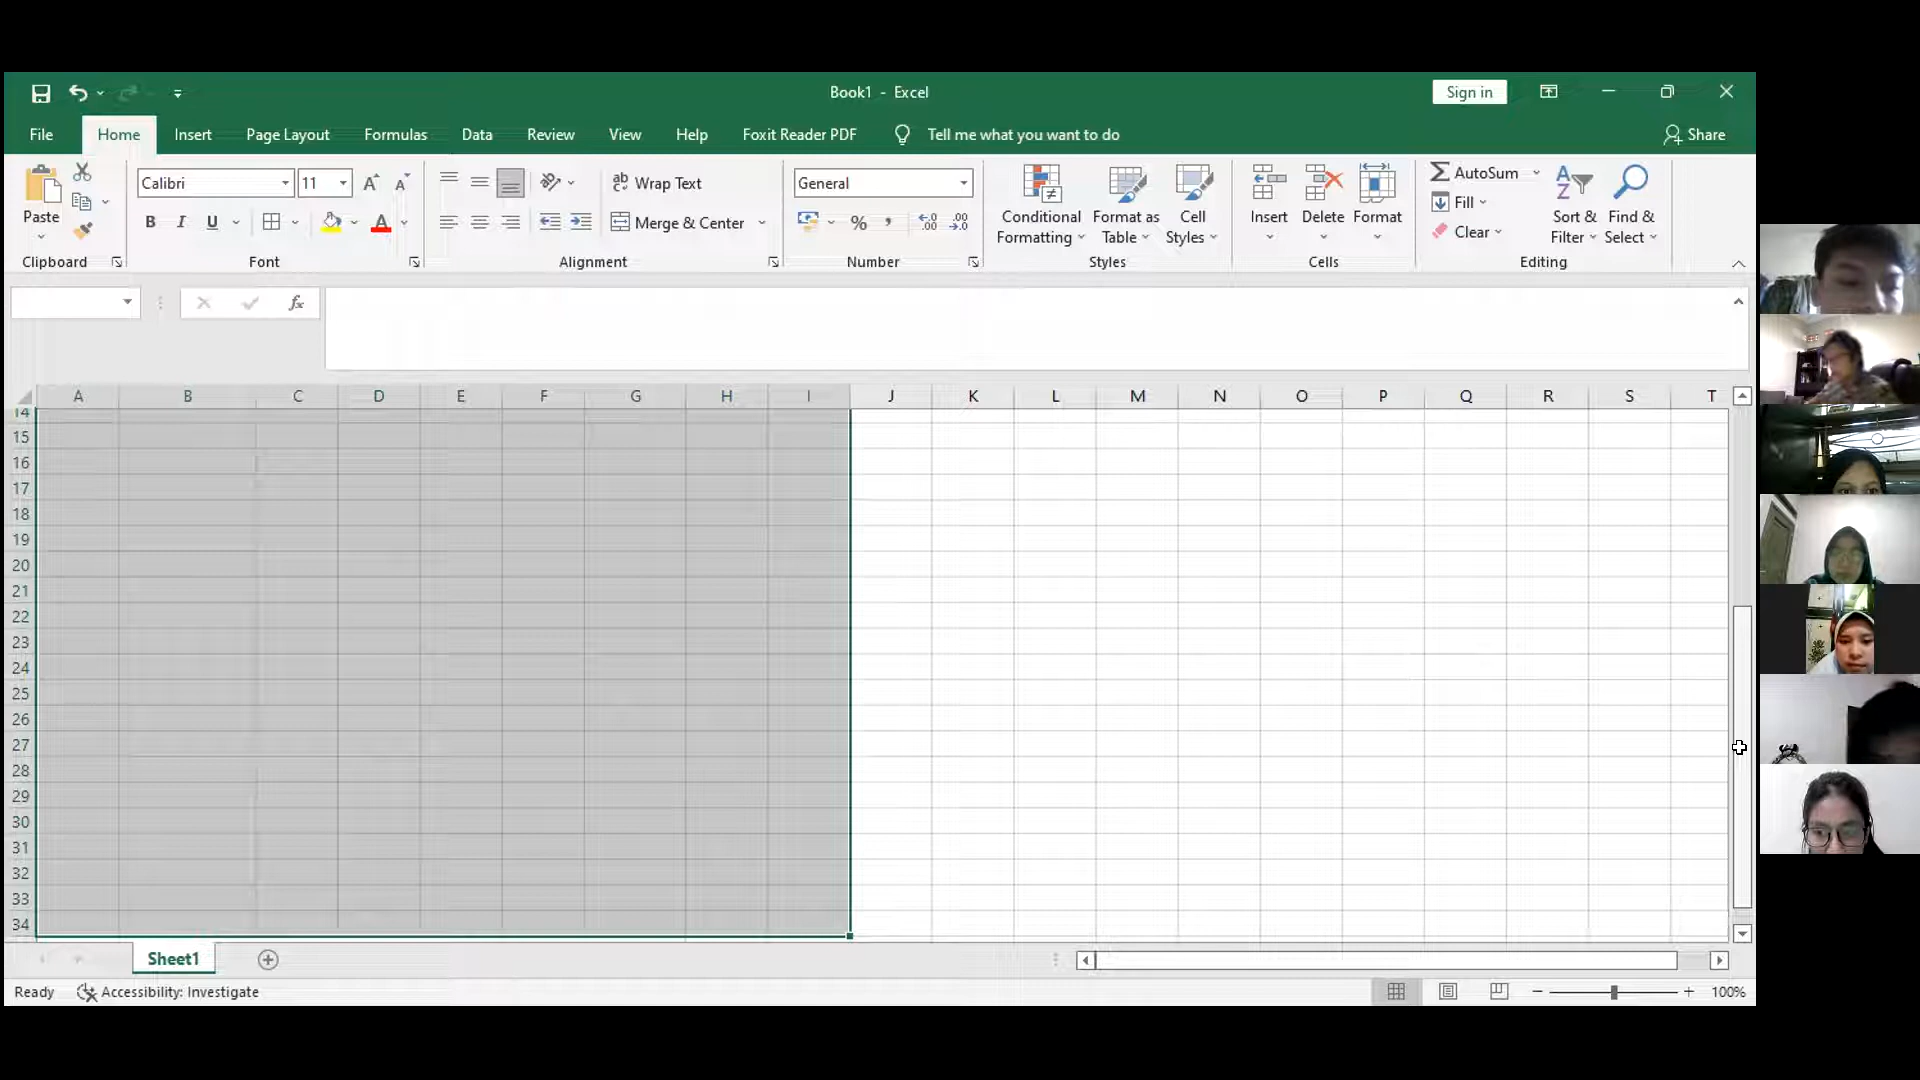 Book1 - Excel
Sign in
File Home Insert Page Layout Formulas Data Review View Help Foxit Reader PDF Tell me what you want to do Share
Paste
Calibri 11
B I U A
Wrap Text
Merge & Center
General
%
Conditional Formatting
Format as Table
Cell Styles
Insert Delete Format
AutoSum
Fill
Clear
Sort & Filter
Find & Select
Clipboard Font Alignment Number Styles Cells Editing
fx
A B C D E F G H I J K L M N O P Q R S T
14
15
16
17
18
19
20
21
22
23
24
25
26
27
28
29
30
31
32
33
34
Sheet1
Ready Accessibility: Investigate 100%